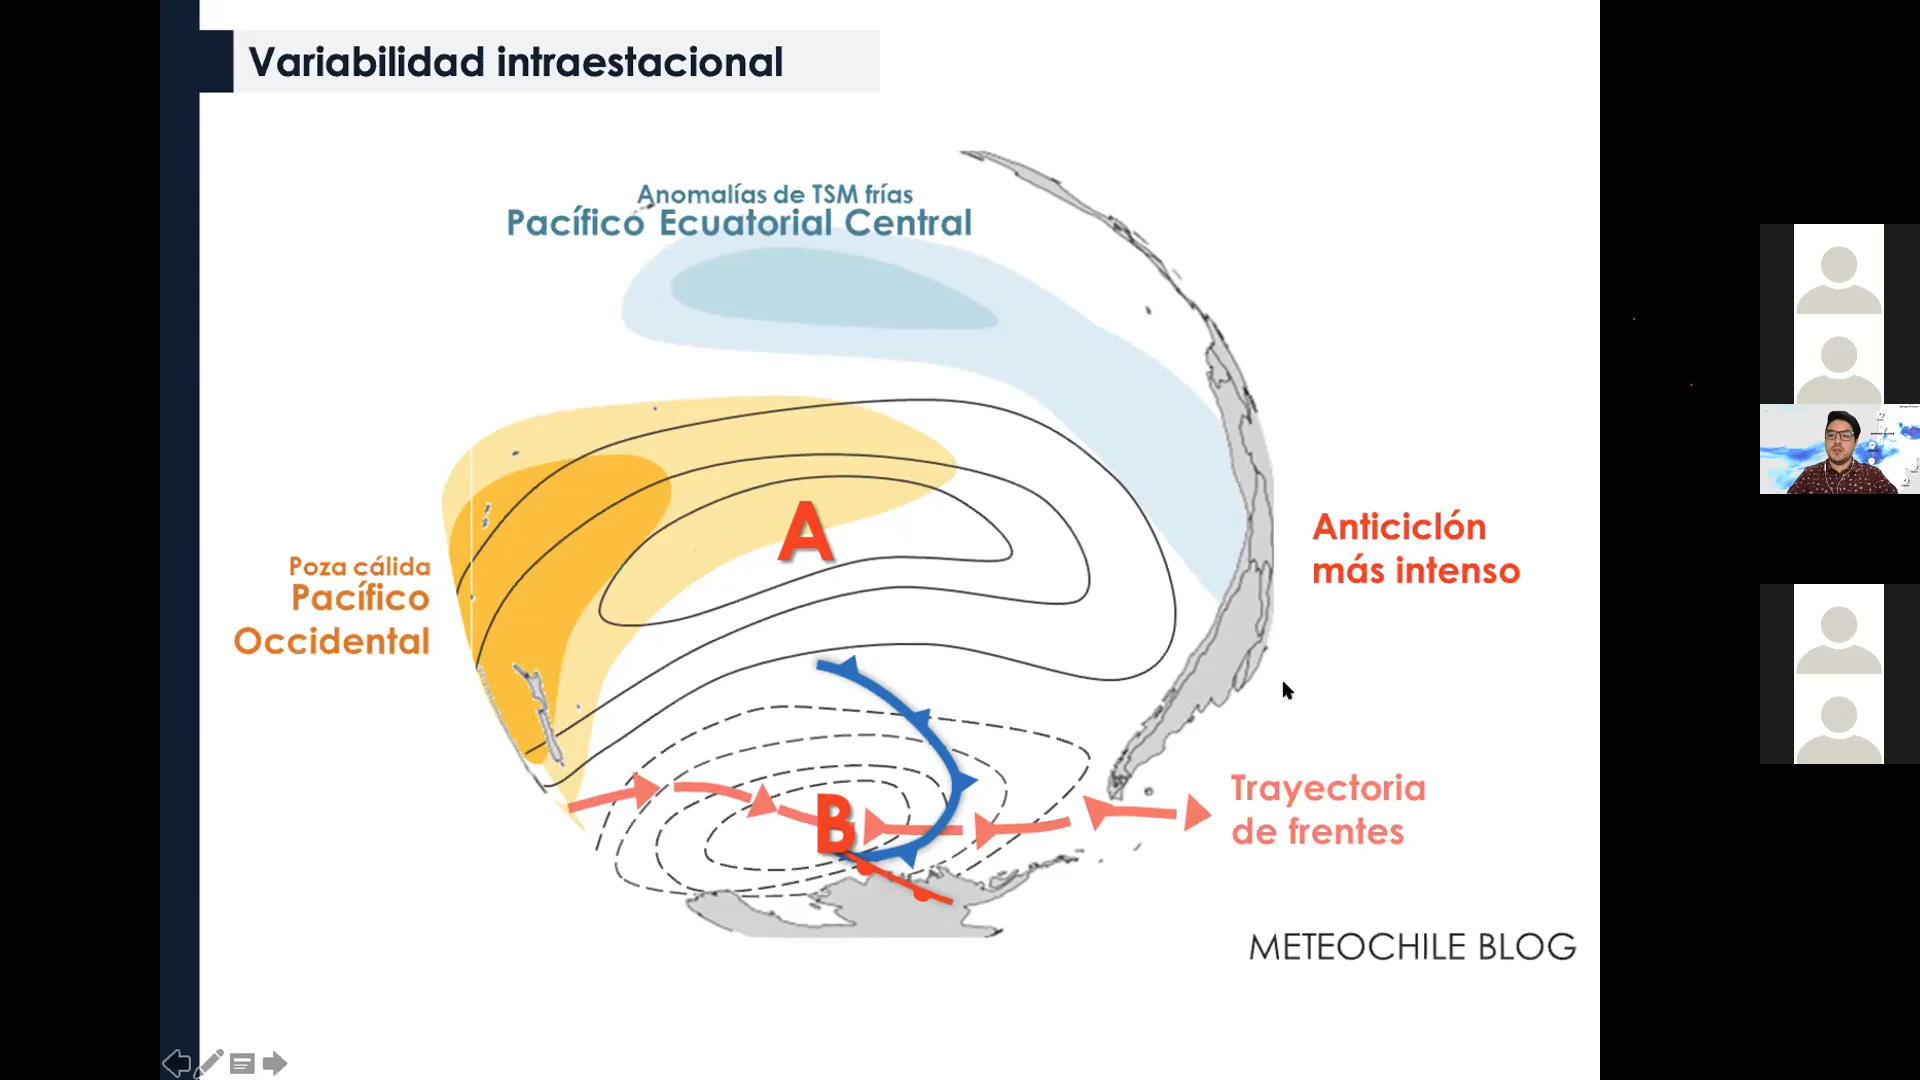 Variabilidad intraestacional
Anomalías de TSM frías
Pacífico Ecuatorial Central
A
Anticiclón
más intenso
Poza cálida
Pacífico
Occidental
B
Trayectoria
de frentes
METEOCHILE BLOG